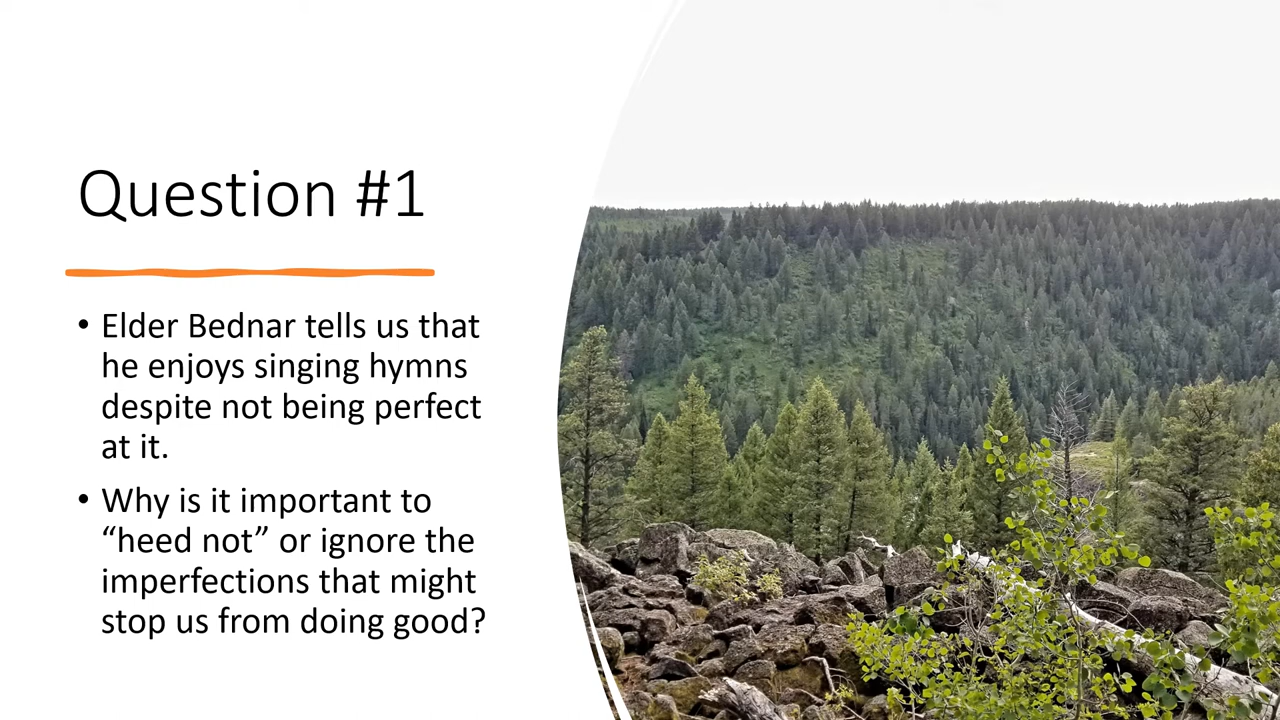 Question #1
• Elder Bednar tells us that
he enjoys singing hymns
despite not being perfect
at it.
• Why is it important to
“heed not” or ignore the
imperfections that might
stop us from doing good?